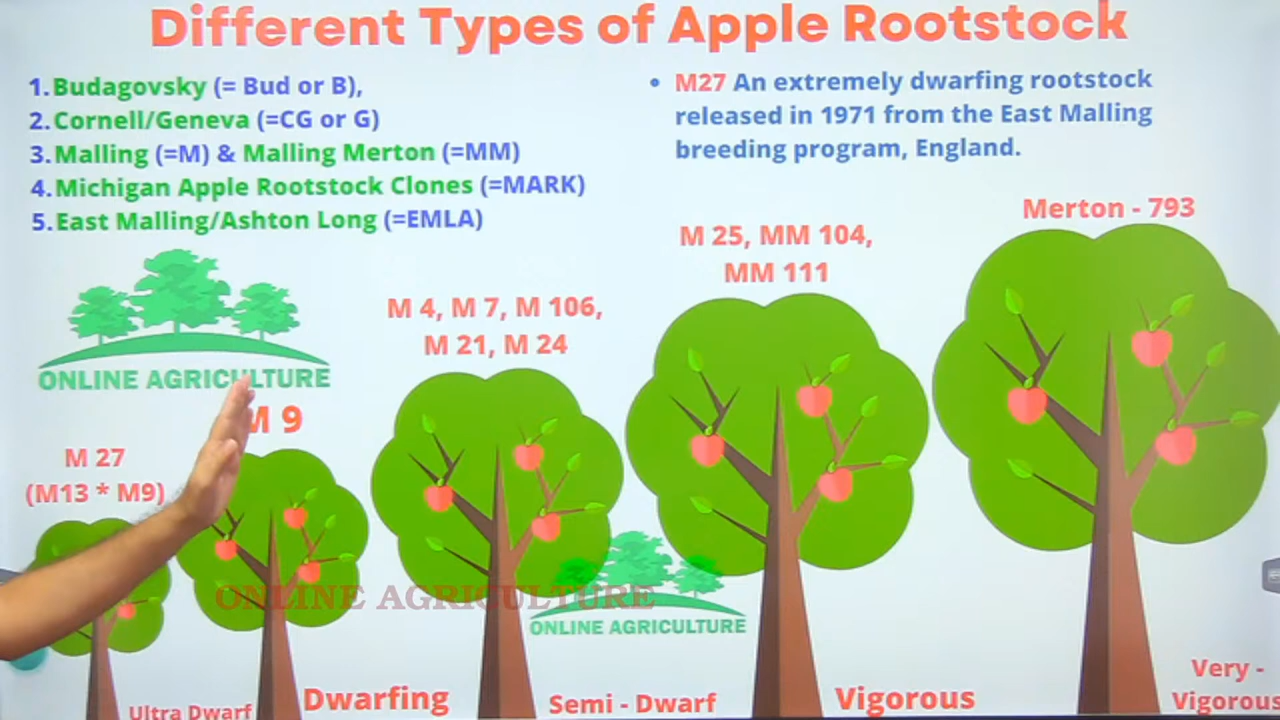 Different Types of Apple Rootstock
1. Budagovsky (= Bud or B),
2. Cornell/Geneva (=CG or G)
3. Malling (=M) & Malling Merton (=MM)
4. Michigan Apple Rootstock Clones (=MARK)
5. East Malling/Ashton Long (=EMLA)
• M27 An extremely dwarfing rootstock
released in 1971 from the East Malling
breeding program, England.
ONLINE AGRICULTURE
M 27
(M13 * M9)
M 9
M 4, M 7, M 106,
M 21, M 24
M 25, MM 104,
MM 111
Merton - 793
ONLINE AGRICULTURE
ONLINE AGRICULTURE
Ultra Dwarf
Dwarfing
Semi - Dwarf
Vigorous
Very -
Vigorous